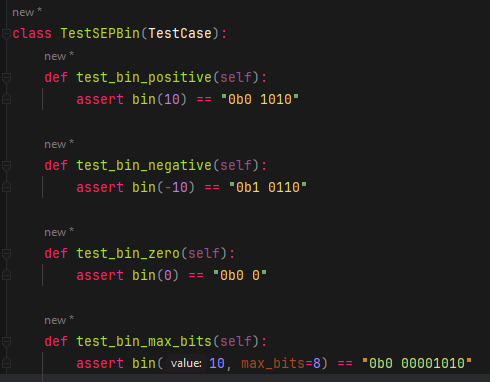 new *
class TestSEPBin(TestCase):
new *
def test_bin_positive(self):
assert bin(10) == "0b0 1010"
new *
def test_bin_negative(self):
assert bin(-10) == "0b1 0110"
new *
def test_bin_zero(self):
assert bin(0) == "0b0 0"
new *
def test_bin_max_bits(self):
assert bin( value: 10, max_bits=8) == "0b0 00001010"